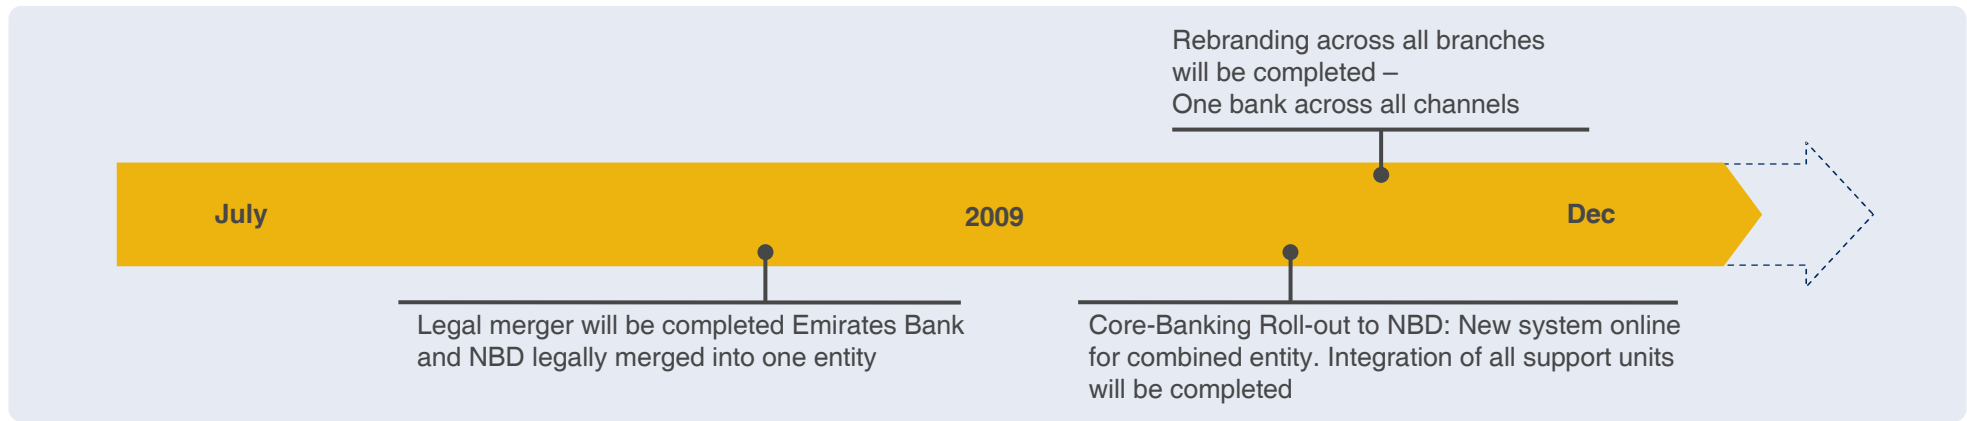 Rebranding across all branches
will be completed –
One bank across all channels
July
2009
Dec
Legal merger will be completed Emirates Bank
and NBD legally merged into one entity
Core-Banking Roll-out to NBD: New system online
for combined entity. Integration of all support units
will be completed